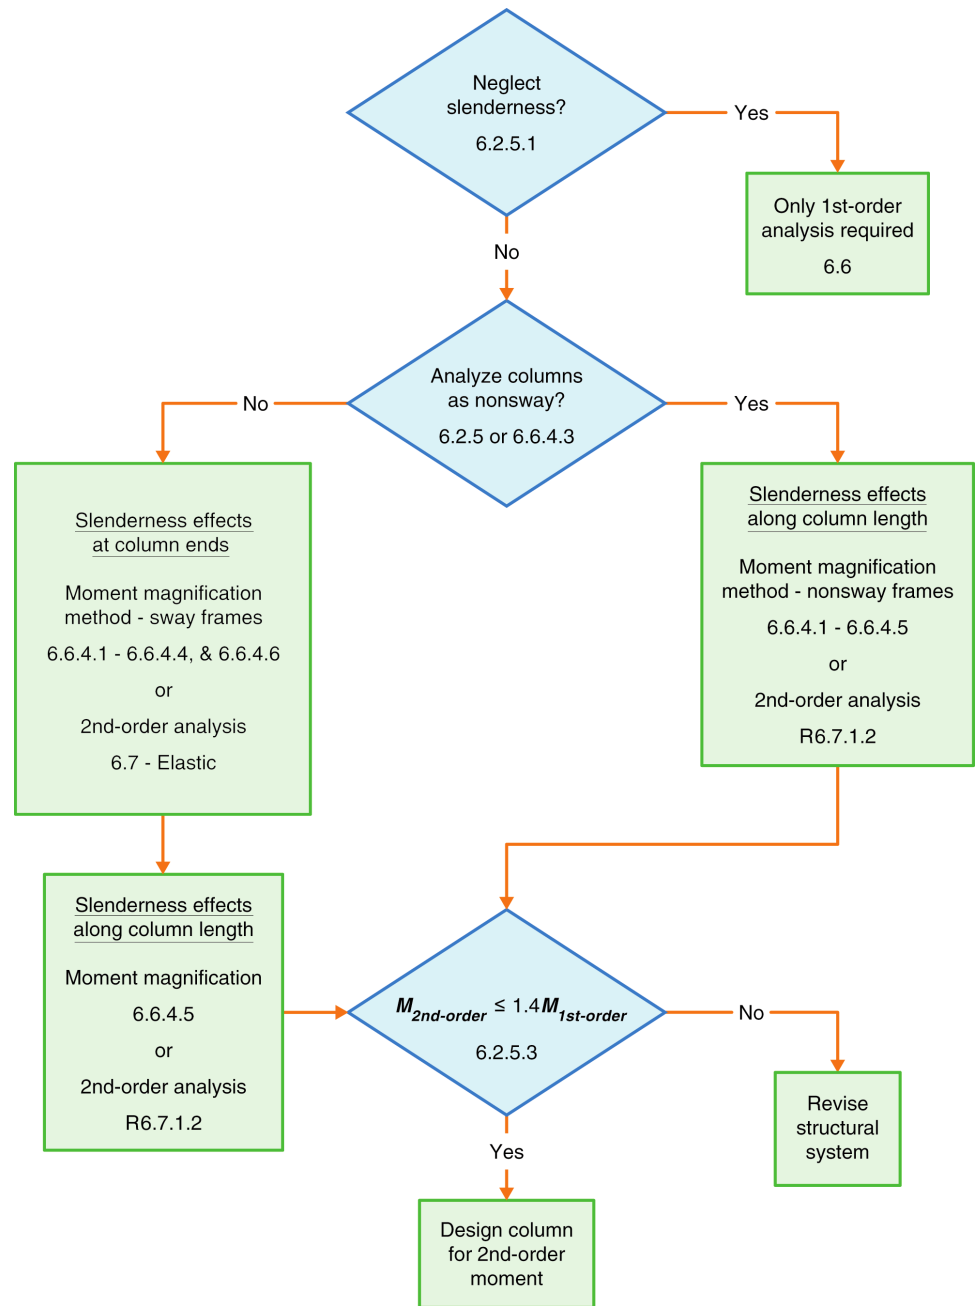 Neglect
slenderness?
6.2.5.1
Yes
Only 1st-order
analysis required
6.6
No
Analyze columns
as nonsway?
6.2.5 or 6.6.4.3
No
Yes
Slenderness effects
at column ends
Moment magnification
method - sway frames
6.6.4.1 - 6.6.4.4, & 6.6.4.6
or
2nd-order analysis
6.7 - Elastic
Slenderness effects
along column length
Moment magnification
method - nonsway frames
6.6.4.1 - 6.6.4.5
or
2nd-order analysis
R6.7.1.2
Slenderness effects
along column length
Moment magnification
6.6.4.5
or
2nd-order analysis
R6.7.1.2
M2nd-order ≤ 1.4M1st-order
6.2.5.3
No
Revise
structural
system
Yes
Design column
for 2nd-order
moment